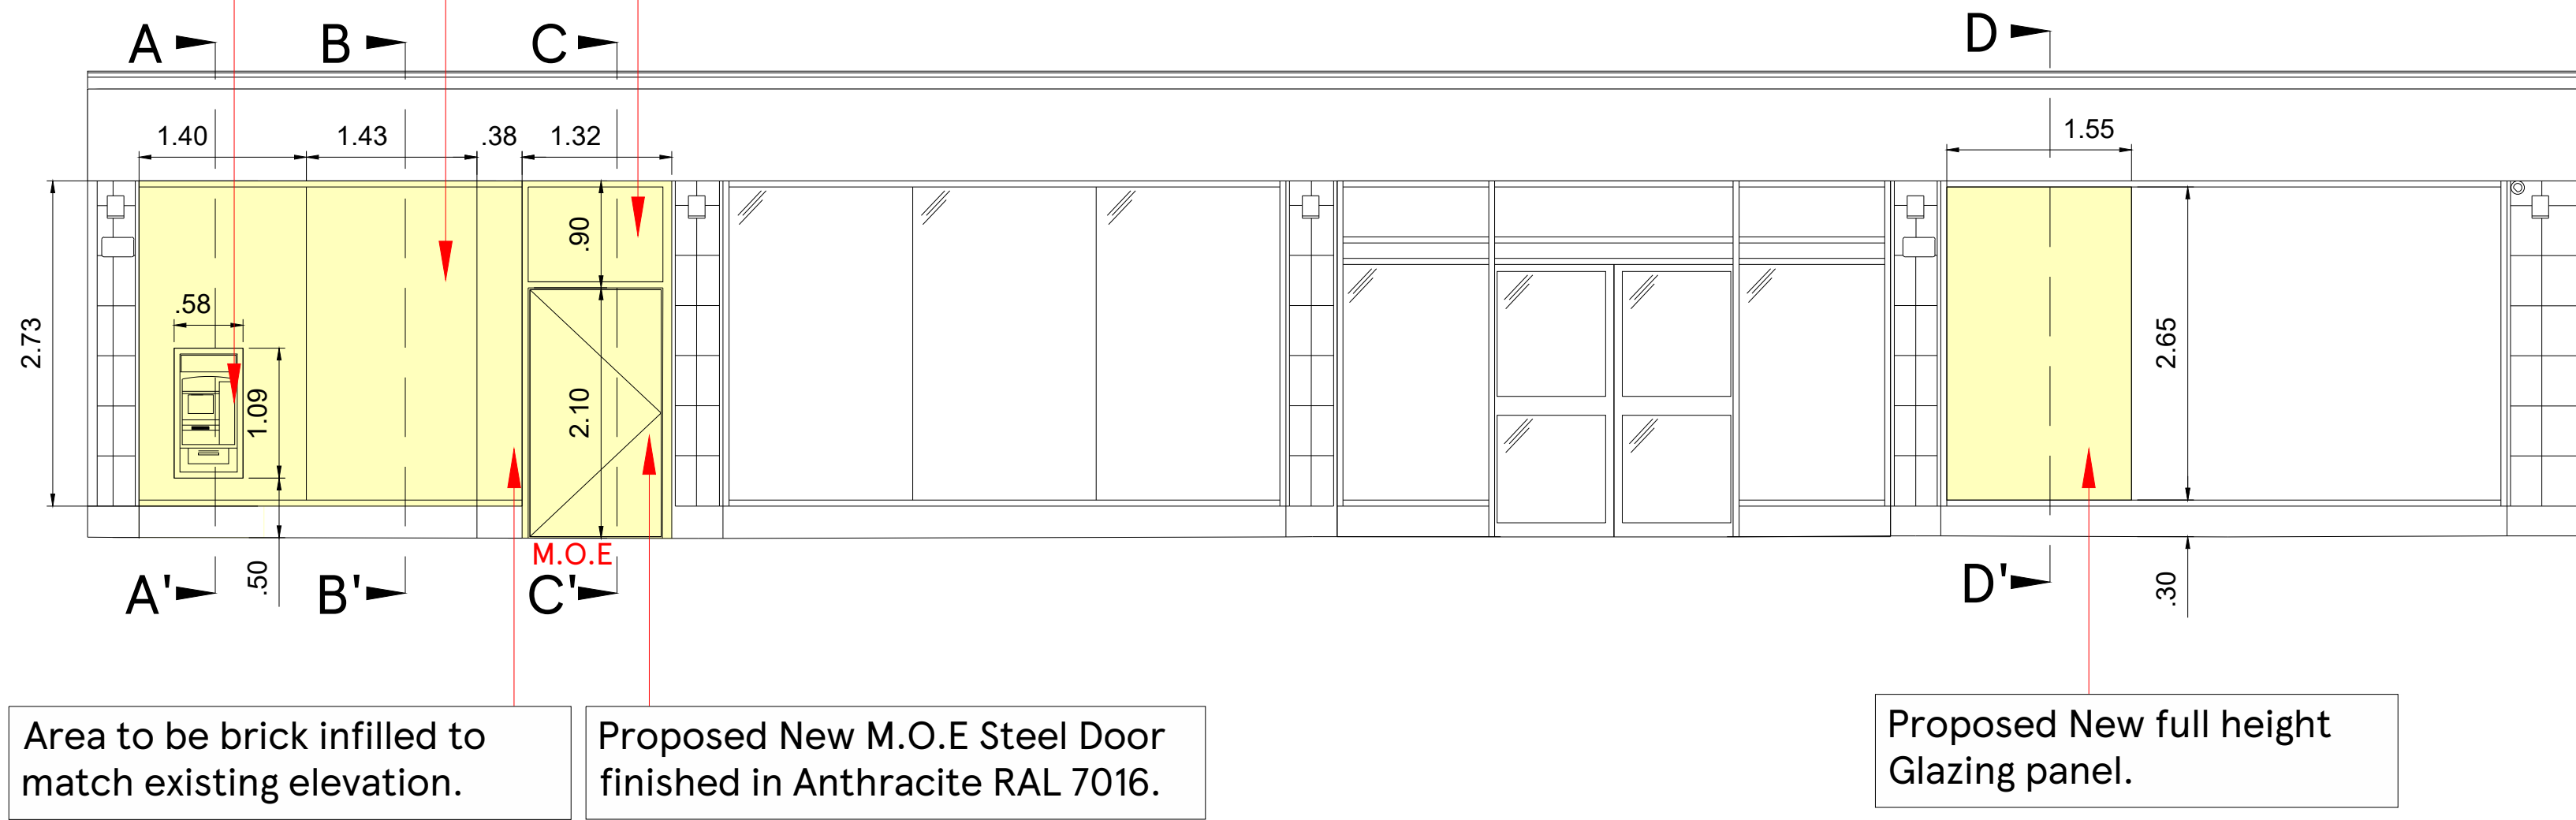 A B C D
1.40 1.43 .38 1.32 1.55
.90
.58
2.73 1.09 2.10 2.65
M.O.E
A' .50 B' C' D' .30
Area to be brick infilled to
match existing elevation.
Proposed New M.O.E Steel Door
finished in Anthracite RAL 7016.
Proposed New full height
Glazing panel.